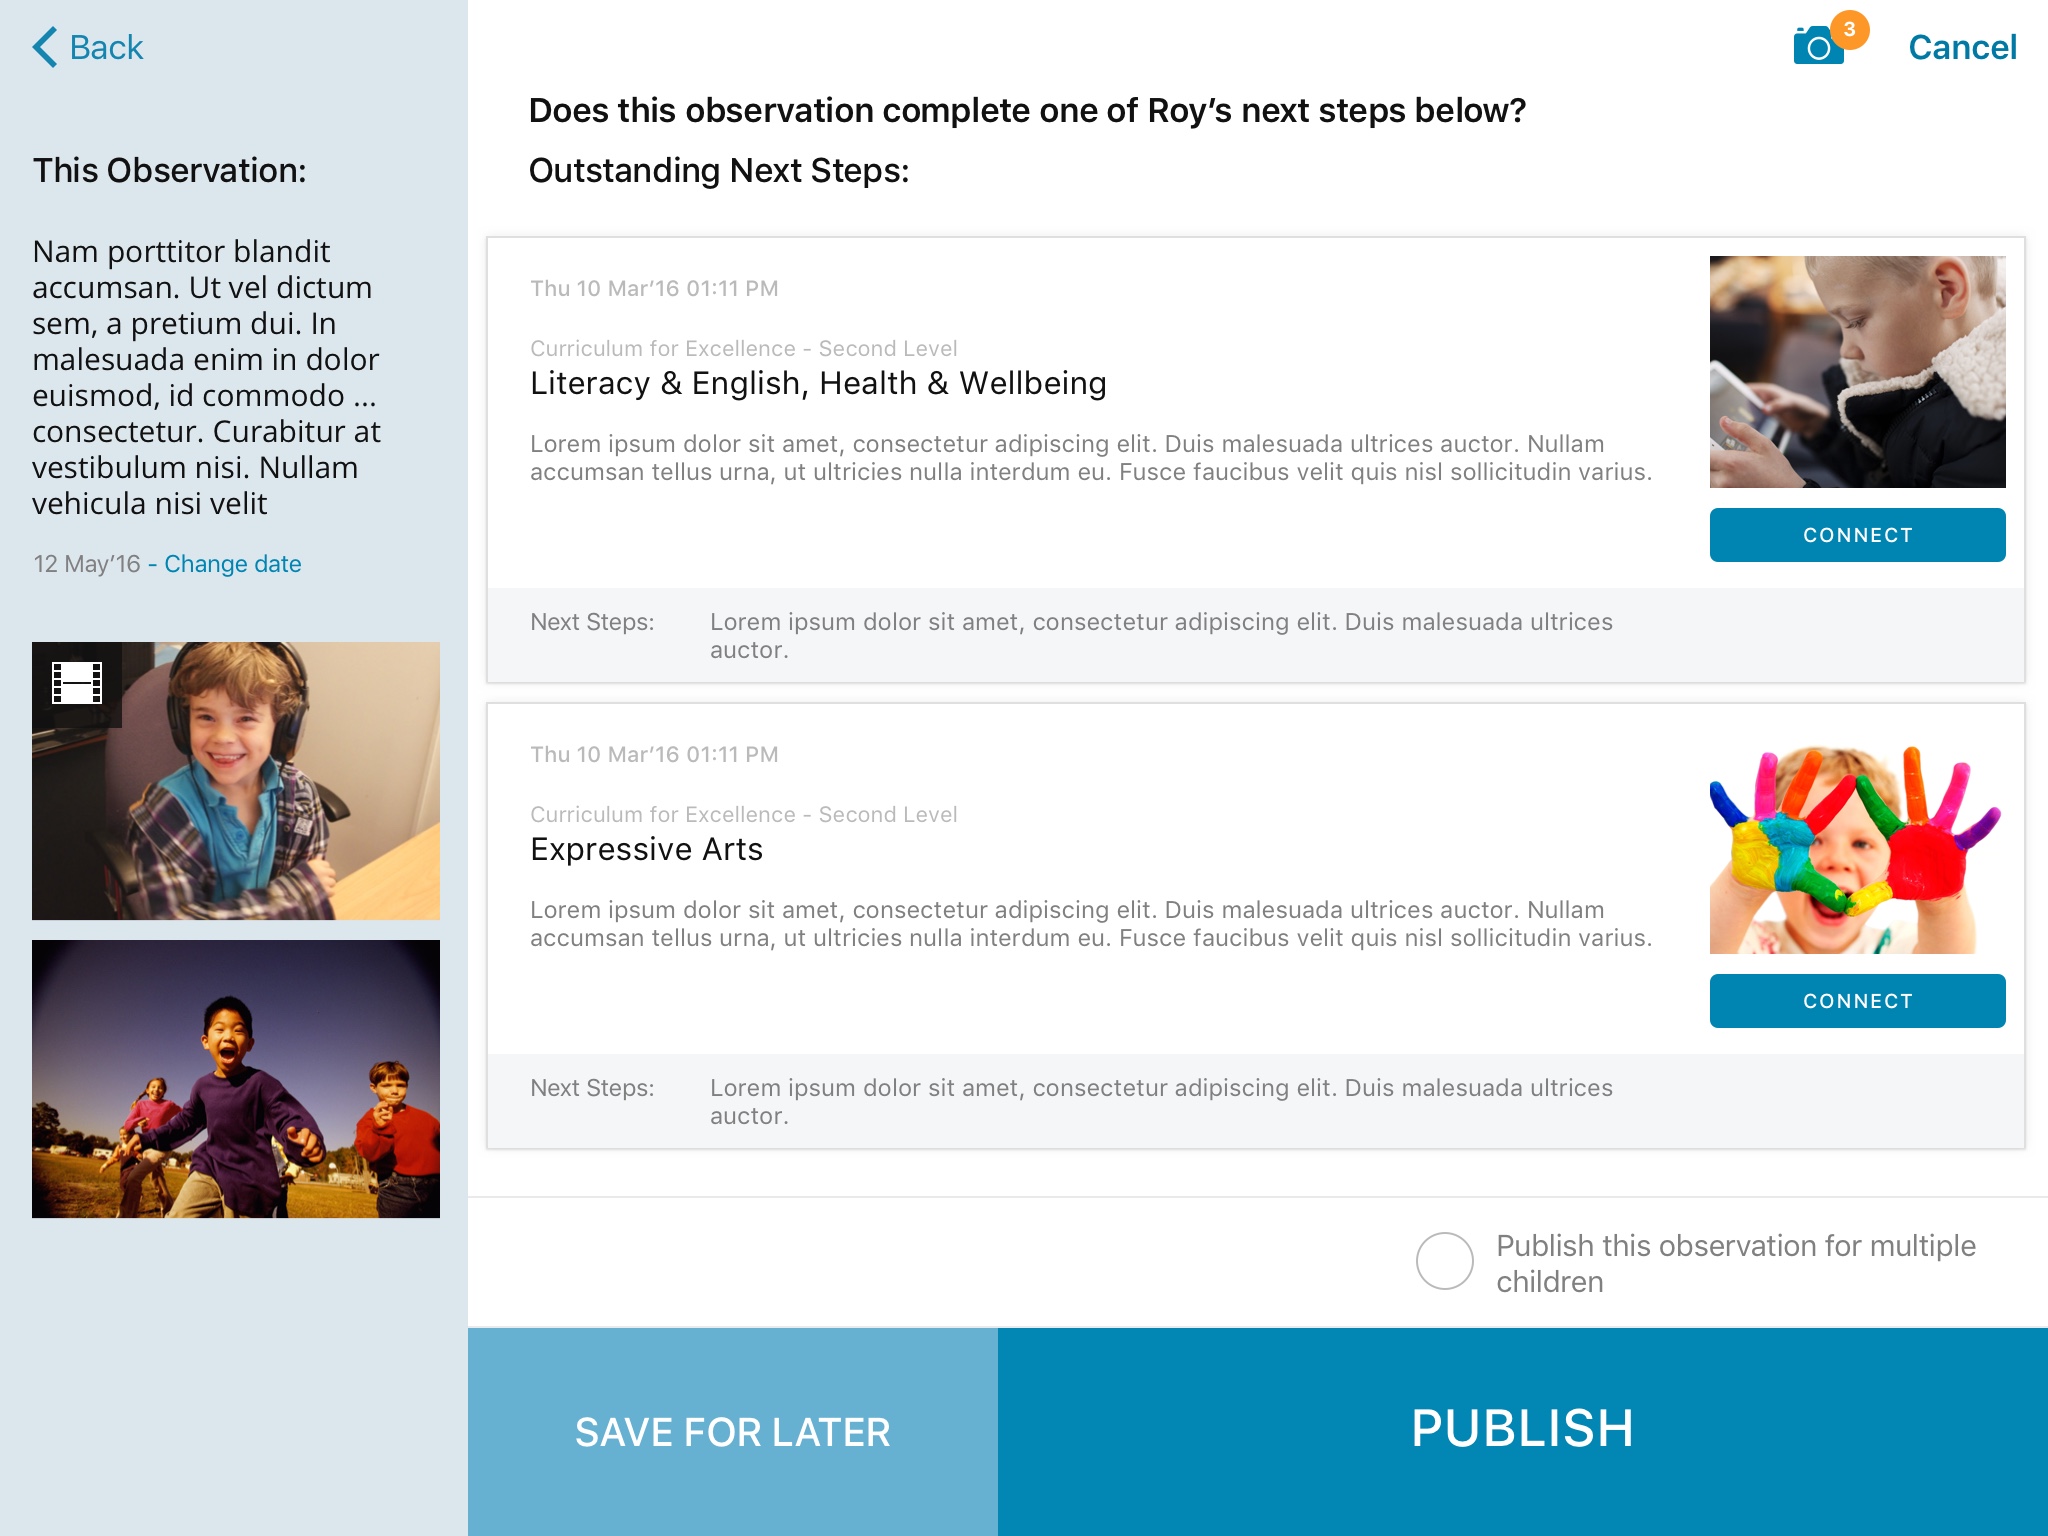 Back
3
Cancel
This Observation:
Nam porttitor blandit
accumsan. Ut vel dictum
sem, a pretium dui. In
malesuada enim in dolor
euismod, id commodo ...
consectetur. Curabitur at
vestibulum nisi. Nullam
vehicula nisi velit
12 May’16 - Change date
Does this observation complete one of Roy’s next steps below?
Outstanding Next Steps:
Thu 10 Mar’16 01:11 PM
Curriculum for Excellence - Second Level
Literacy & English, Health & Wellbeing
Lorem ipsum dolor sit amet, consectetur adipiscing elit. Duis malesuada ultrices auctor. Nullam
accumsan tellus urna, ut ultricies nulla interdum eu. Fusce faucibus velit quis nisl sollicitudin varius.
CONNECT
Next Steps: Lorem ipsum dolor sit amet, consectetur adipiscing elit. Duis malesuada ultrices
auctor.
Thu 10 Mar’16 01:11 PM
Curriculum for Excellence - Second Level
Expressive Arts
Lorem ipsum dolor sit amet, consectetur adipiscing elit. Duis malesuada ultrices auctor. Nullam
accumsan tellus urna, ut ultricies nulla interdum eu. Fusce faucibus velit quis nisl sollicitudin varius.
CONNECT
Next Steps: Lorem ipsum dolor sit amet, consectetur adipiscing elit. Duis malesuada ultrices
auctor.
Publish this observation for multiple
children
SAVE FOR LATER
PUBLISH